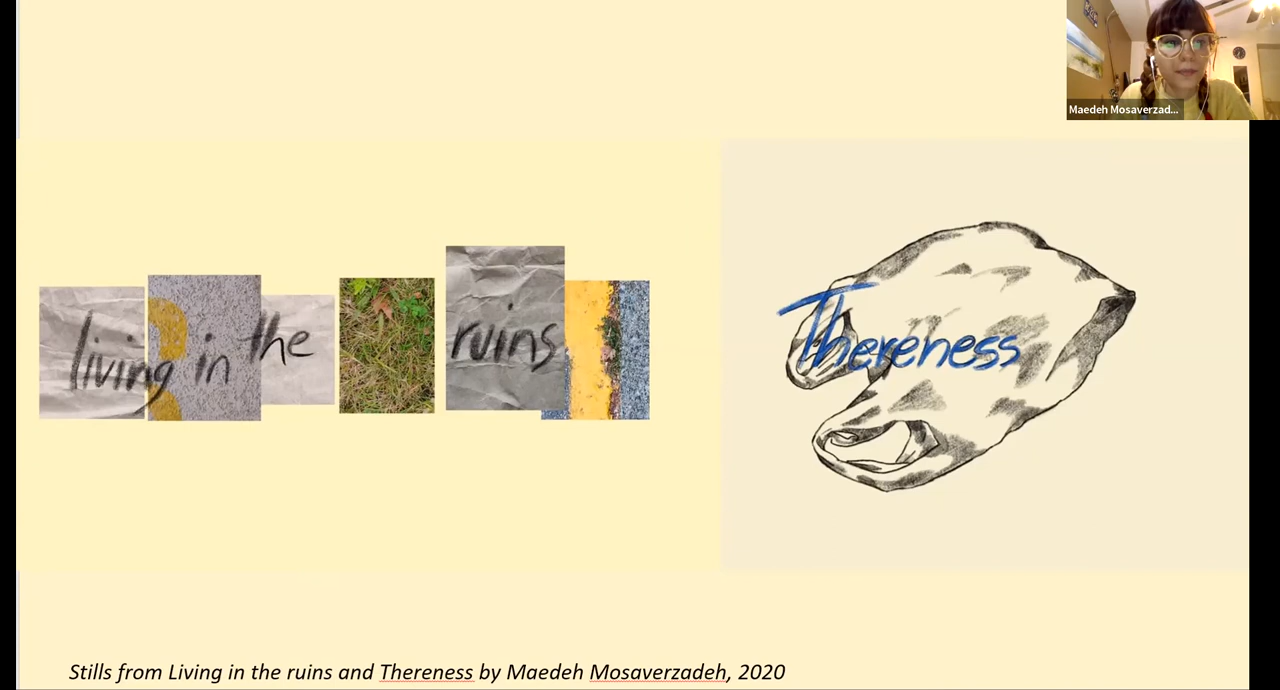 Maedeh Mosaverzad...
living in the ruins
Thereness
Stills from Living in the ruins and Thereness by Maedeh Mosaverzadeh, 2020